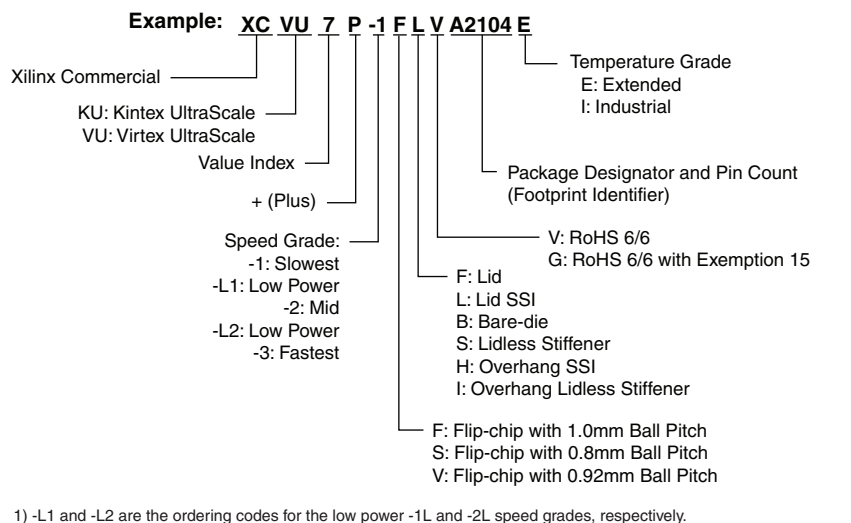 Example: XC VU 7 P -1 F L V A2104 E
Temperature Grade
E: Extended
I: Industrial
Xilinx Commercial
KU: Kintex UltraScale
VU: Virtex UltraScale
Value Index
Package Designator and Pin Count
(Footprint Identifier)
+ (Plus)
Speed Grade:
-1: Slowest
-L1: Low Power
-2: Mid
-L2: Low Power
-3: Fastest
V: RoHS 6/6
G: RoHS 6/6 with Exemption 15
F: Lid
L: Lid SSI
B: Bare-die
S: Lidless Stiffener
H: Overhang SSI
I: Overhang Lidless Stiffener
F: Flip-chip with 1.0mm Ball Pitch
S: Flip-chip with 0.8mm Ball Pitch
V: Flip-chip with 0.92mm Ball Pitch
1) -L1 and -L2 are the ordering codes for the low power -1L and -2L speed grades, respectively.